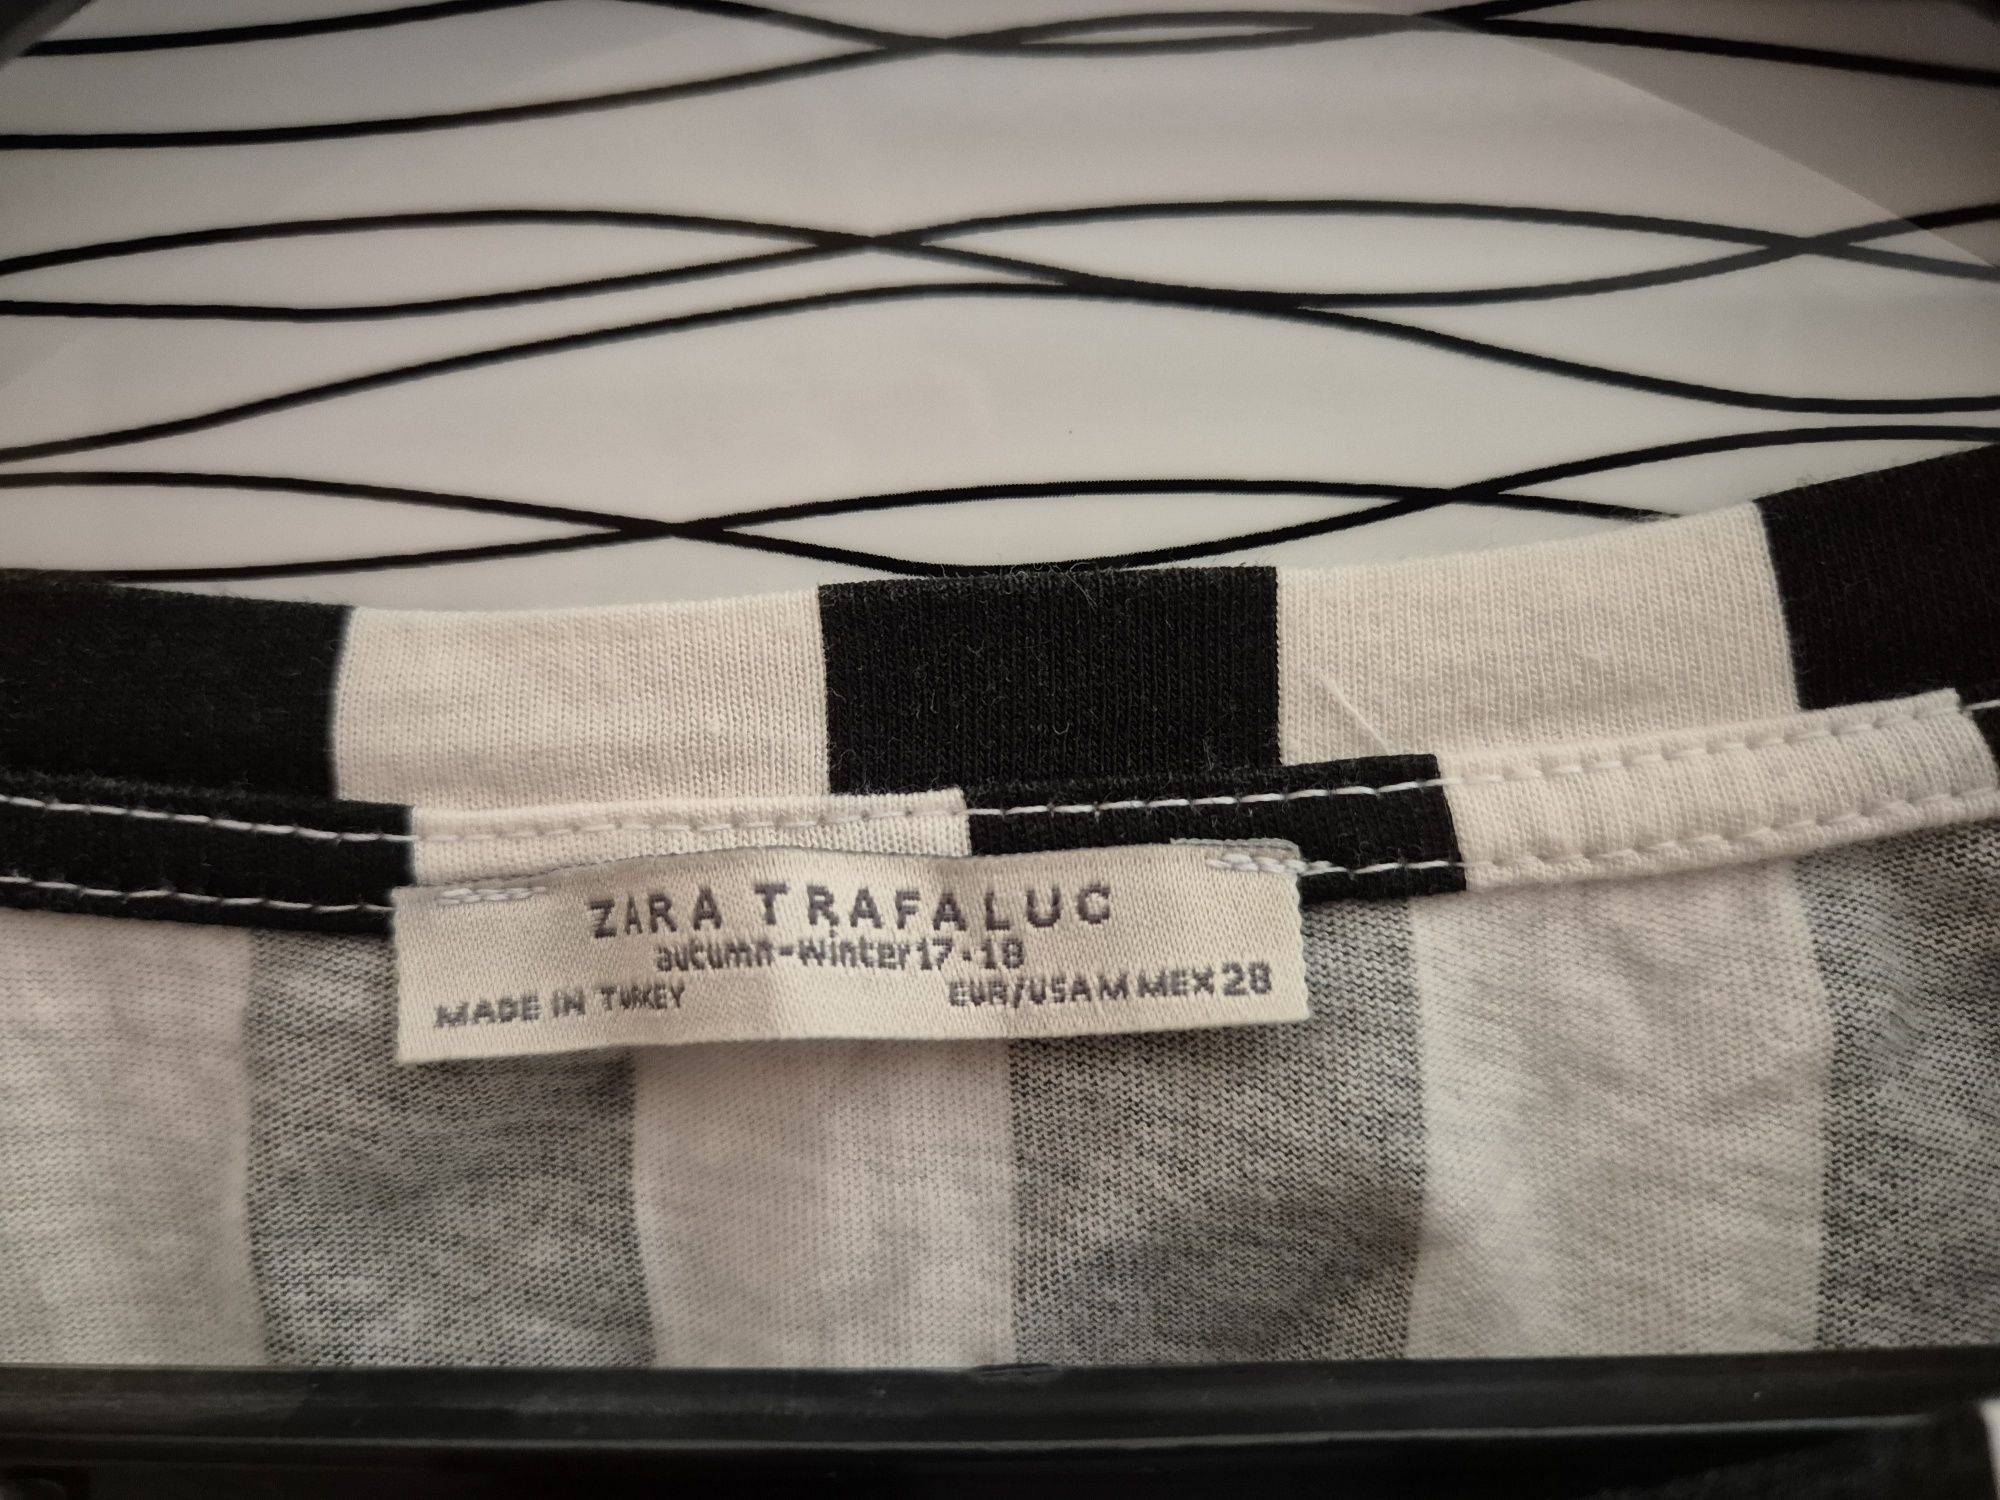 ZARA TRAFALUC
autumn-winter 17·18
MADE IN TURKEY EUR/USA M MEX 28